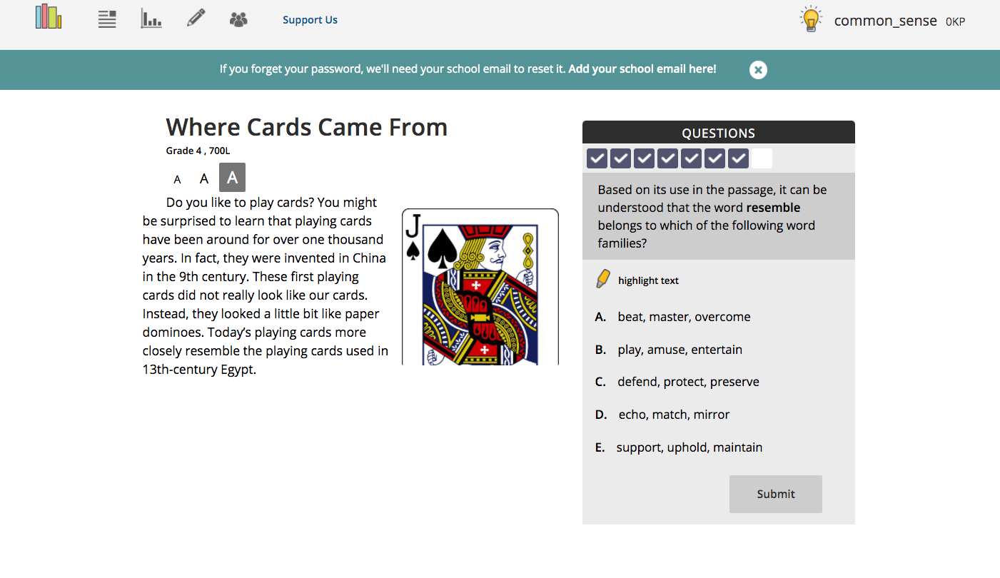 Support Us
common_sense 0KP
If you forget your password, we'll need your school email to reset it. Add your school email here!
Where Cards Came From
Grade 4 , 700L
A A A
Do you like to play cards? You might
be surprised to learn that playing cards
have been around for over one thousand
years. In fact, they were invented in China
in the 9th century. These first playing
cards did not really look like our cards.
Instead, they looked a little bit like paper
dominoes. Today’s playing cards more
closely resemble the playing cards used in
13th-century Egypt.
J
QUESTIONS
Based on its use in the passage, it can be
understood that the word resemble
belongs to which of the following word
families?
highlight text
A. beat, master, overcome
B. play, amuse, entertain
C. defend, protect, preserve
D. echo, match, mirror
E. support, uphold, maintain
Submit